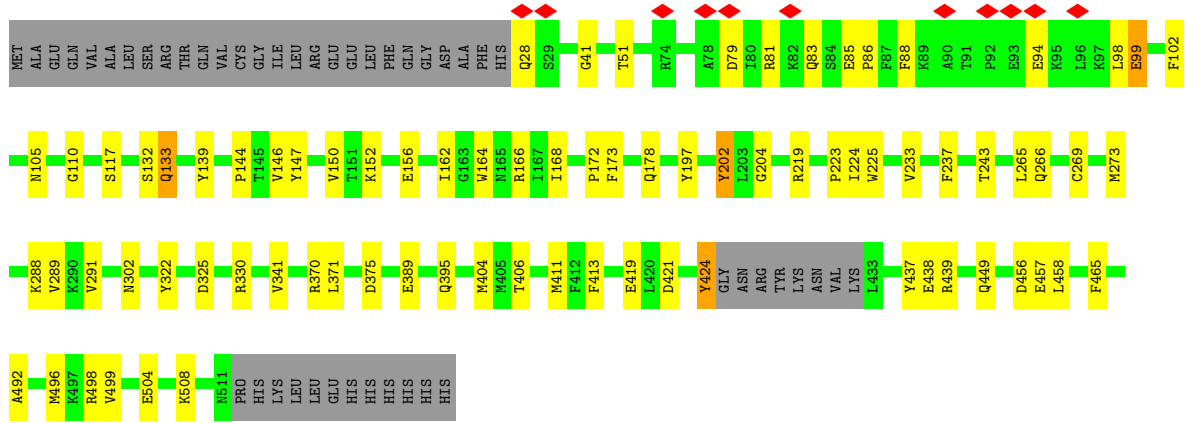 MET ALA GLU GLU GLN VAL ALA LEU SER ARG THR GLN VAL CYS GLY ILE LEU ARG GLU GLU LEU PHE GLN GLY ASP ALA PHE HIS Q28 S29 G41 T51 R74 A78 D79 I80 R81 K82 Q83 S84 E85 P86 F87 F88 K89 A90 T91 P92 E93 E94 K95 L96 K97 L98 E99 F102
N105 G110 S117 S132 Q133 Y139 P144 T145 V146 Y147 V150 T151 K152 E156 I162 G163 W164 N165 R166 I167 I168 P172 F173 Q178 Y197 Y202 L203 G204 R219 P223 I224 W225 V233 F237 T243 L265 Q266 C269 M273
K288 V289 K290 V291 N302 Y322 D325 R330 V341 R370 L371 D375 E389 Q395 M404 M405 T406 M411 F412 F413 E419 L420 D421 Y424 GLY ASN ARG TYR LYS ASN VAL LYS L433 Y437 E438 R439 Q449 D456 E457 L458 F465
A492 M496 K497 R498 V499 E504 K508 N511 PRO HIS LYS LEU LEU GLU HIS HIS HIS HIS HIS HIS